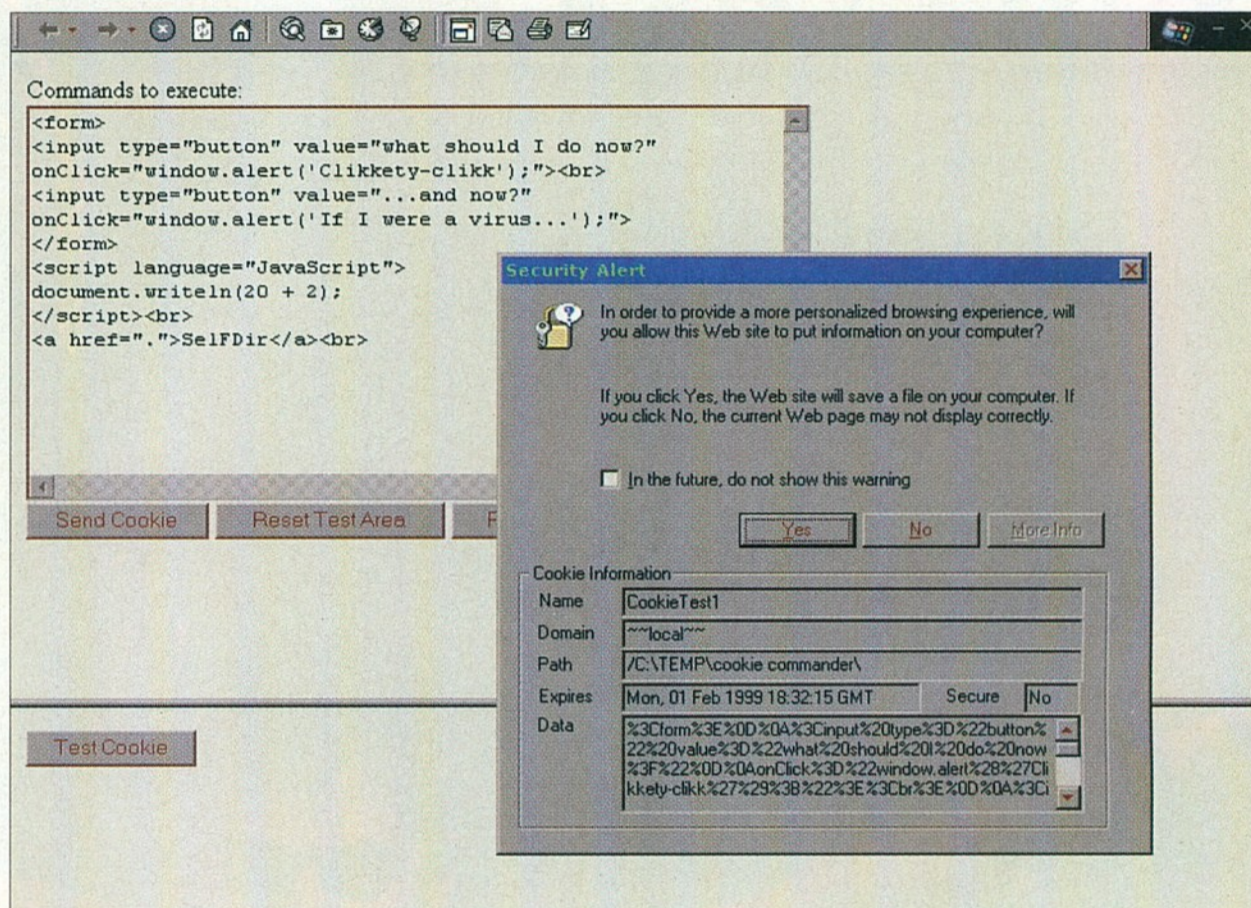 Commands to execute:
<form>
<input type="button" value="what should I do now?"
onClick="window.alert('Clikkety-clikk');"><br>
<input type="button" value="...and now?"
onClick="window.alert('If I were a virus...');">
</form>
<script language="JavaScript">
document.writeln(20 + 2);
</script><br>
<a href=".">SelFDir</a><br>
Send Cookie
Reset Test Area
Security Alert
In order to provide a more personalized browsing experience, will
you allow this Web site to put information on your computer?
If you click Yes, the Web site will save a file on your computer. If
you click No, the current Web page may not display correctly.
In the future, do not show this warning
Yes
No
More Info
Cookie Information
Name
CookieTest1
Domain
~~local~~
Path
/C:\TEMP\cookie commander\
Expires
Mon, 01 Feb 1999 18:32:15 GMT
Secure
No
Data
%3Cform%3E%0D%0A%3Cinput%20type%3D%22button%
22%20value%3D%22what%20should%20I%20do%20now
%3F%22%0D%0AonClick%3D%22window.alert%28%27Cli
kkety-clikk%27%29%3B%22%3E%3Cbr%3E%0D%0A%3Ci
Test Cookie